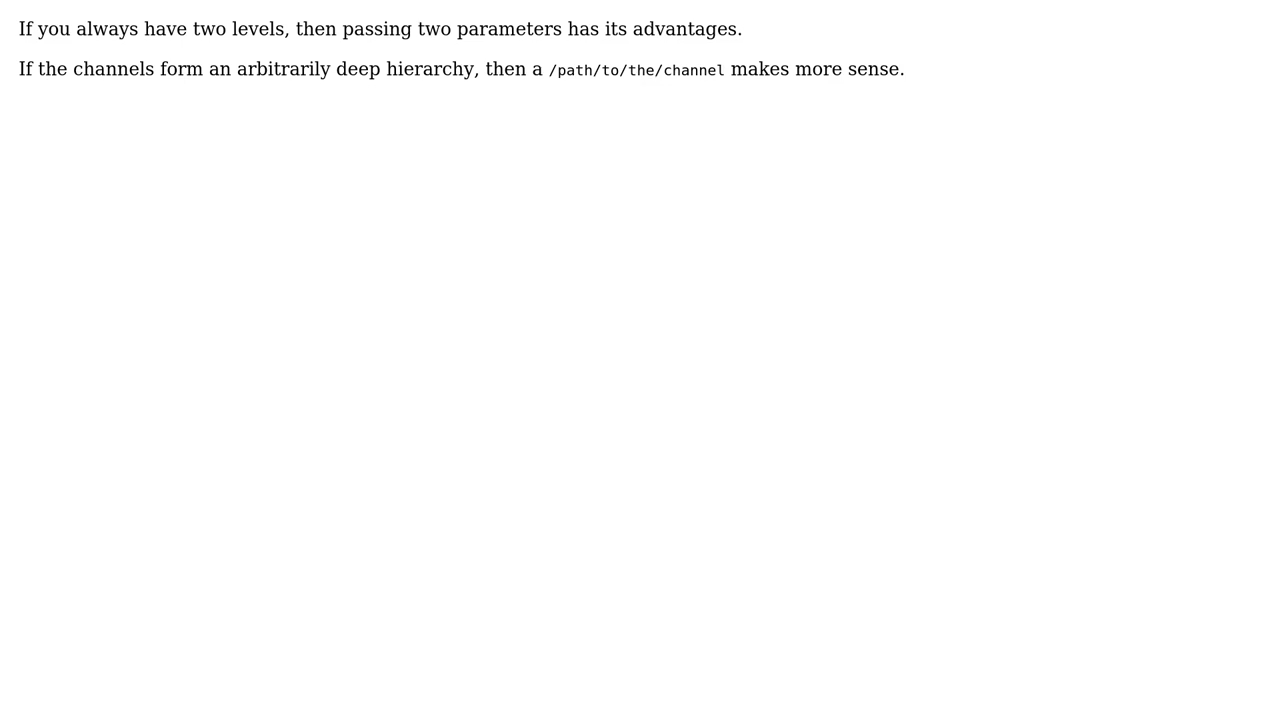 If you always have two levels, then passing two parameters has its advantages.
If the channels form an arbitrarily deep hierarchy, then a /path/to/the/channel makes more sense.